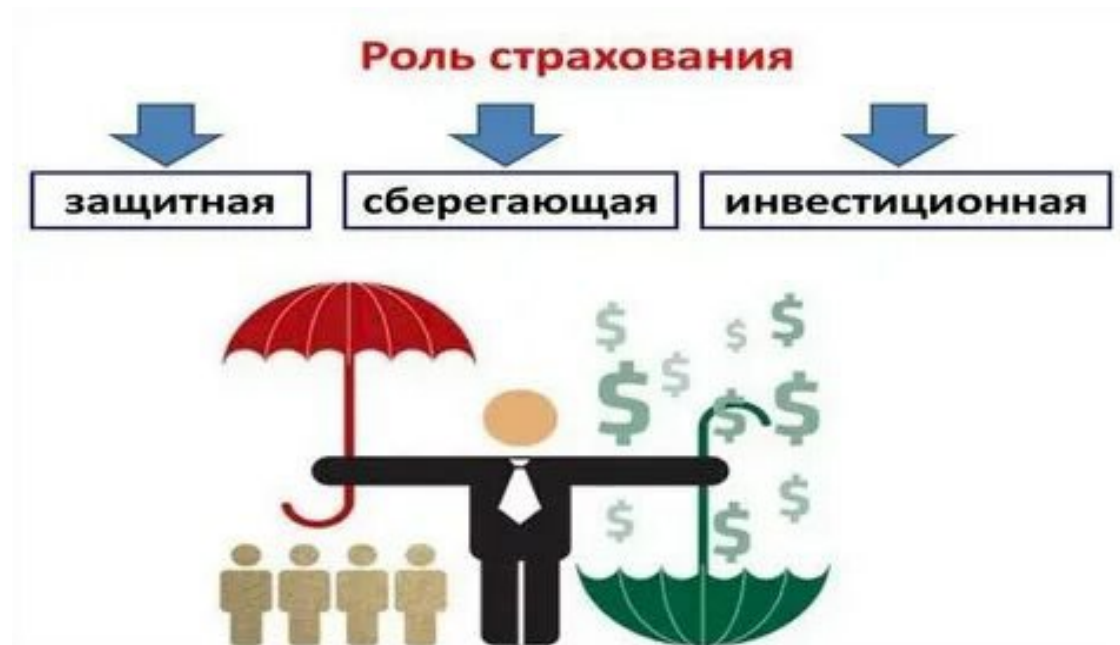 Роль страхования
защитная сберегающая инвестиционная
$ $ $
$ $ $ $
$ $ $